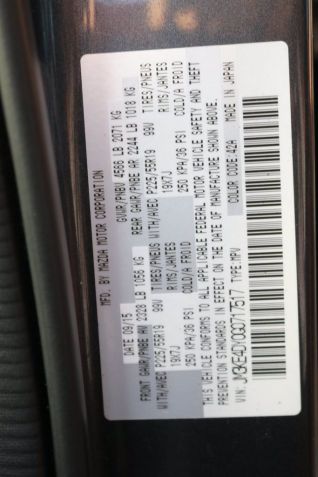 MFD. BY MAZDA MOTOR CORPORATION
DATE 09/15 GVWR/PNBV 4566 LB 2071 KG
FRONT GAWR/PNBE AV 2328 LB 1056 KG REAR GAWR/PNBE AR 2244 LB 1018 KG
WITH/AVEC P225/55R19 99V TIRES/PNEUS WITH/AVEC P225/55R19 99V TIRES/PNEUS
19X7J RIMS/JANTES 19X7J RIMS/JANTES
250 KPA/36 PSI COLD/A FROID 250 KPA/36 PSI COLD/A FROID
THIS VEHICLE CONFORMS TO ALL APPLICABLE FEDERAL MOTOR VEHICLE SAFETY AND THEFT
PREVENTION STANDARDS IN EFFECT ON THE DATE OF MANUFACTURE SHOWN ABOVE.
VIN: TYPE:MPV COLOR CODE:42A MADE IN JAPAN